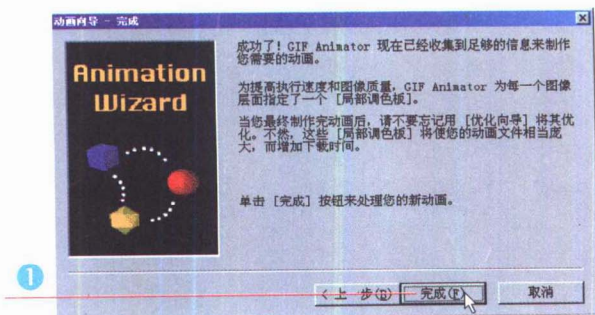 动画向导 - 完成
Animation
Wizard
成功了! GIF Animator 现在已经收集到足够的信息来制作
您需要的动画。
为提高执行速度和图像质量, GIF Animator 为每一个图像
层面指定了一个 [局部调色板]。
当您最终制作完动画后, 请不要忘记用 [优化向导] 将其优
化。不然, 这些 [局部调色板] 将使您的动画文件相当庞
大, 而增加下载时间。
单击 [完成] 按钮来处理您的新动画。
1
<上一步(B) 完成(F) 取消